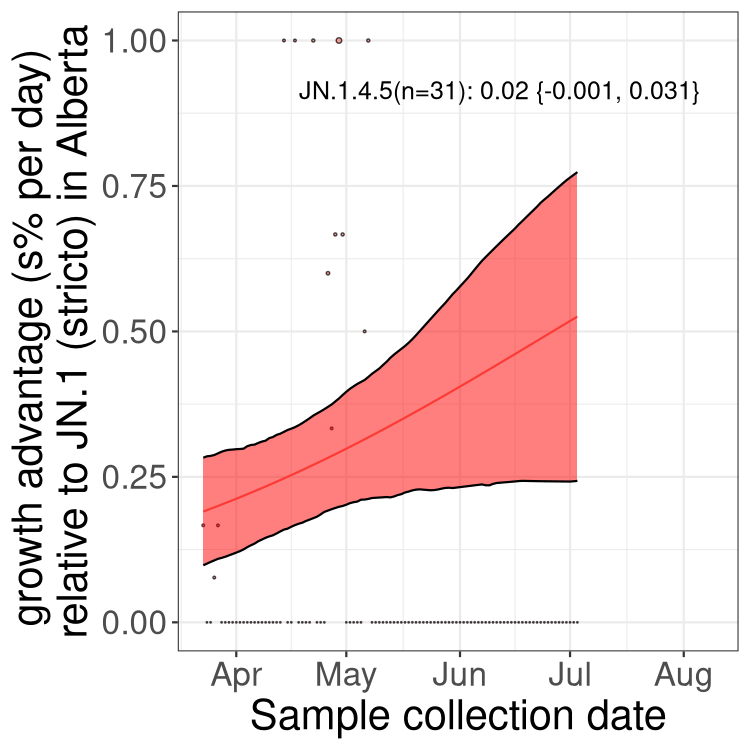 growth advantage (s% per day)
relative to JN.1 (stricto) in Alberta
1.00
0.75
0.50
0.25
0.00
JN.1.4.5(n=31): 0.02 {-0.001, 0.031}
Apr May Jun Jul Aug
Sample collection date